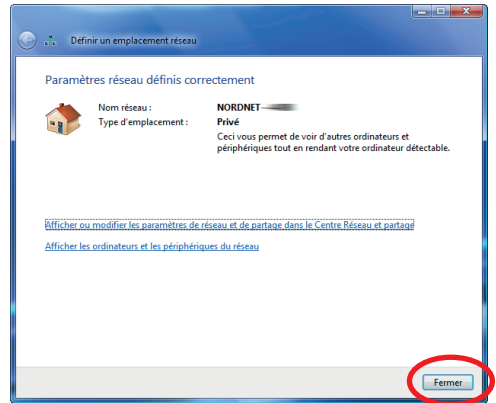 Définir un emplacement réseau
Paramètres réseau définis correctement
Nom réseau : NORDNET
Type d'emplacement : Privé
Ceci vous permet de voir d'autres ordinateurs et
périphériques tout en rendant votre ordinateur détectable.
Afficher ou modifier les paramètres de réseau et de partage dans le Centre Réseau et partage
Afficher les ordinateurs et les périphériques du réseau
Fermer